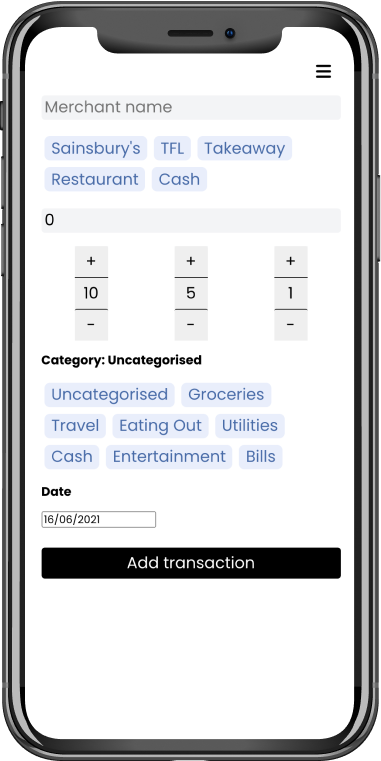 Merchant name
Sainsbury's TFL Takeaway
Restaurant Cash
0
+ + +
10 5 1
- - -
Category: Uncategorised
Uncategorised Groceries
Travel Eating Out Utilities
Cash Entertainment Bills
Date
16/06/2021
Add transaction